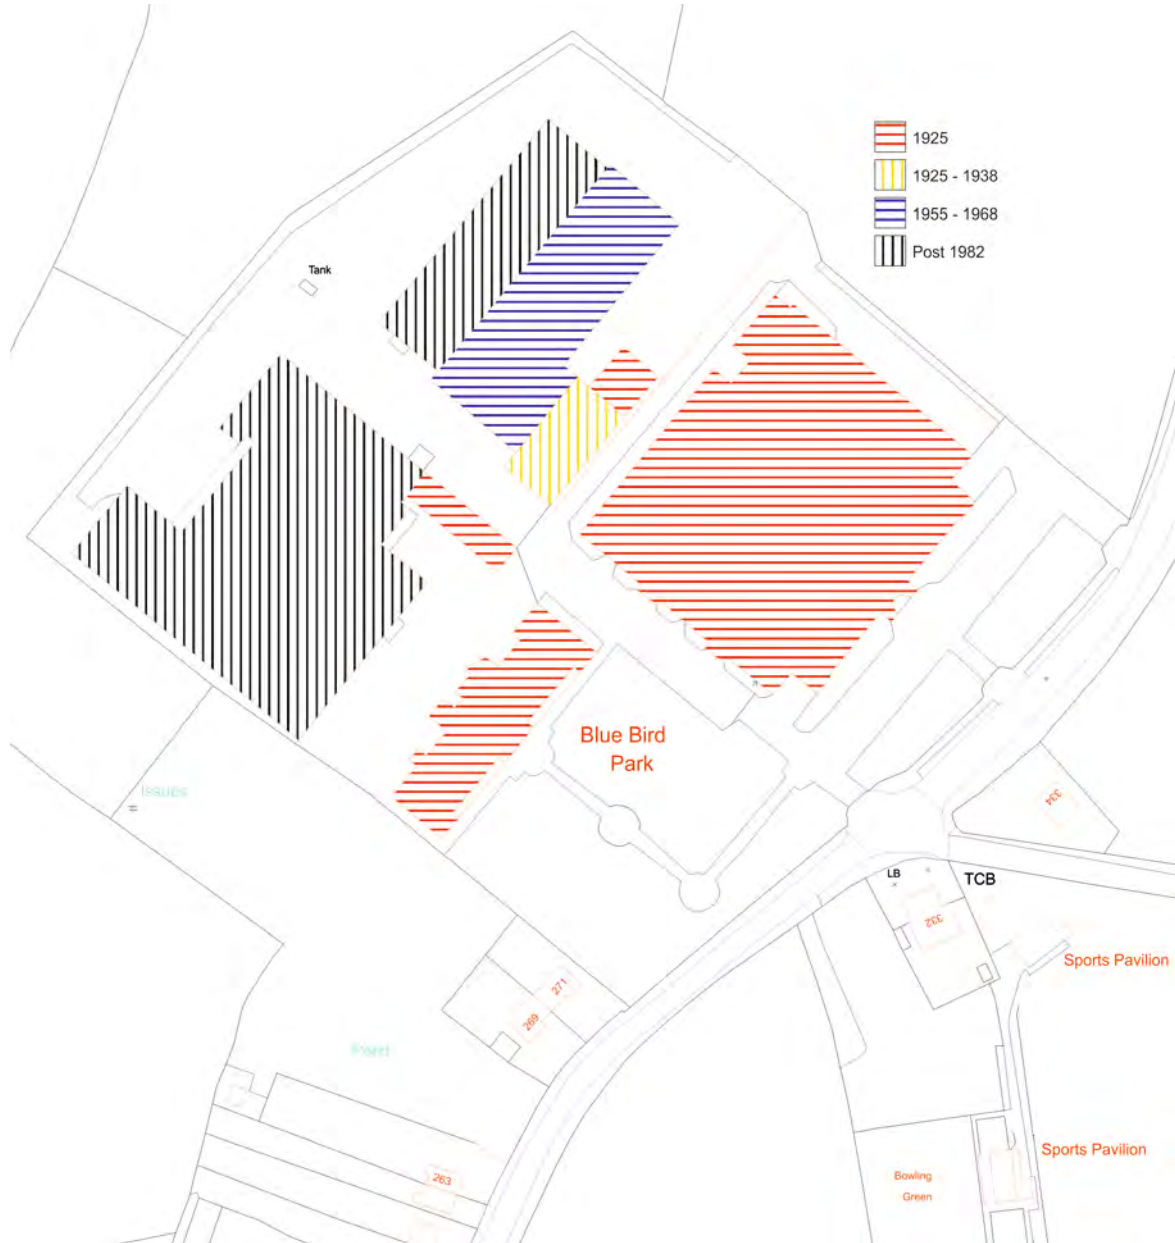 1925
1925 - 1938
1955 - 1968
Post 1982
Tank
Blue Bird
Park
Issues
334
LB
TCB
332
Sports Pavilion
271
269
Pond
Sports Pavilion
263
Bowling
Green